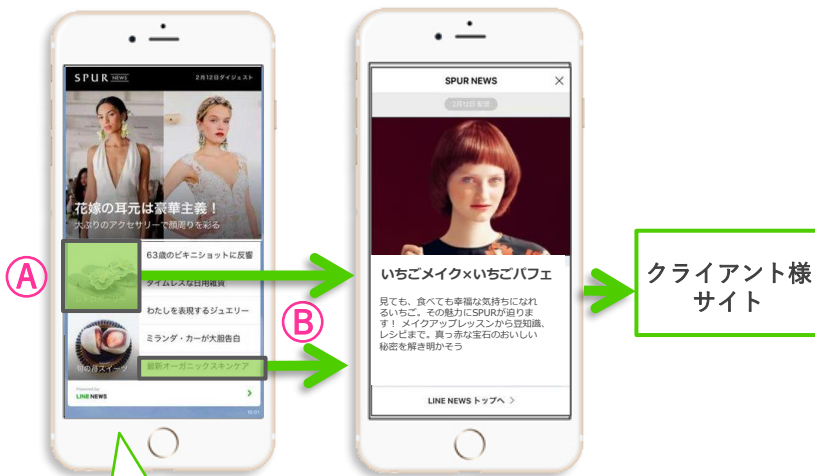 SPUR NEWS
2月12日ダイジェスト
花嫁の耳元は豪華主義！
大ぶりのアクセサリーで顔周りを彩る
Ⓐ
63歳のビキニショットに反響
タイムレスな日用雑貨
わたしを表現するジュエリー
ミランダ・カーが大胆告白
旬の苺スイーツ
最新オーガニックスキンケア
Powered by
LINE NEWS
Ⓑ
SPUR NEWS
2月12日 配信
いちごメイク×いちごパフェ
見ても、食べても幸福な気持ちになれ
るいちご。その魅力にSPURが迫りま
す！ メイクアップレッスンから豆知識、
レシピまで。真っ赤な宝石のおいしい
秘密を解き明かそう
LINE NEWS トップへ
クライアント様
サイト